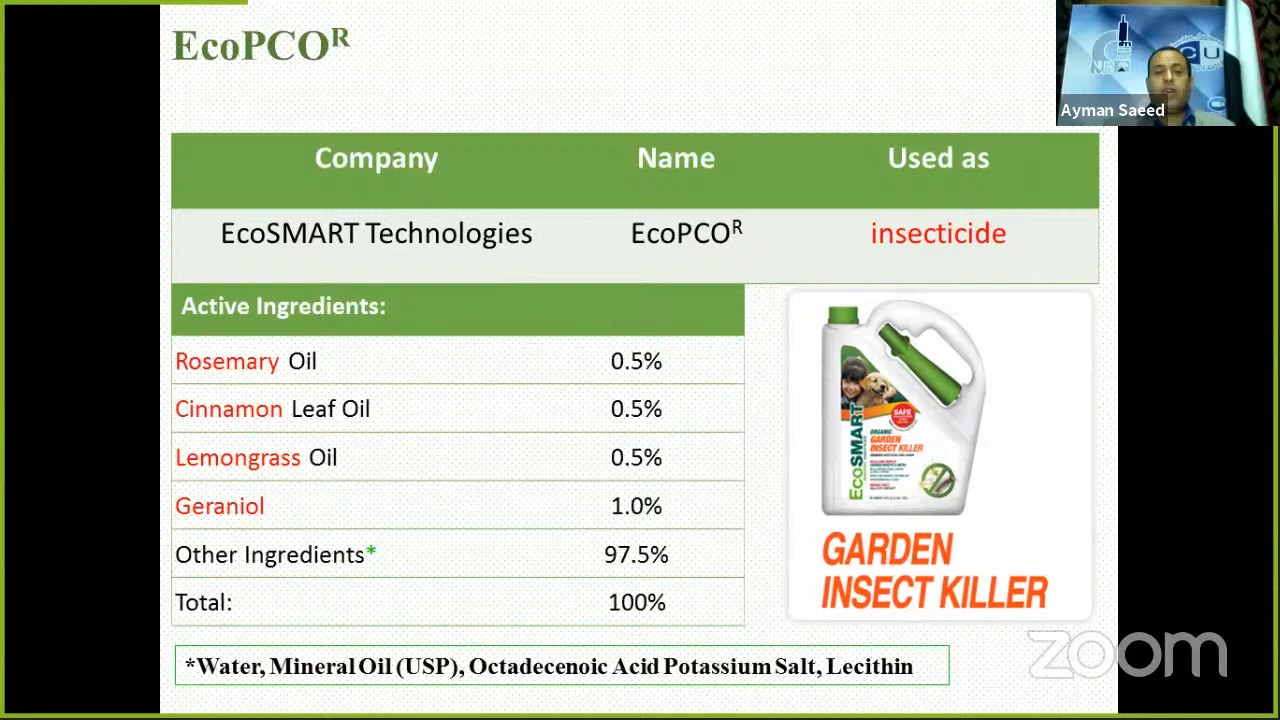 EcoPCOR
Ayman Saeed
NRC
CU
Company Name Used as
EcoSMART Technologies EcoPCOR insecticide
Active Ingredients:
Rosemary Oil 0.5%
Cinnamon Leaf Oil 0.5%
Lemongrass Oil 0.5%
Geraniol 1.0%
Other Ingredients* 97.5%
Total: 100%
SAFE
EcoSMART
ORGANIC
GARDEN
INSECT KILLER
GARDEN
INSECT KILLER
*Water, Mineral Oil (USP), Octadecenoic Acid Potassium Salt, Lecithin
zoom